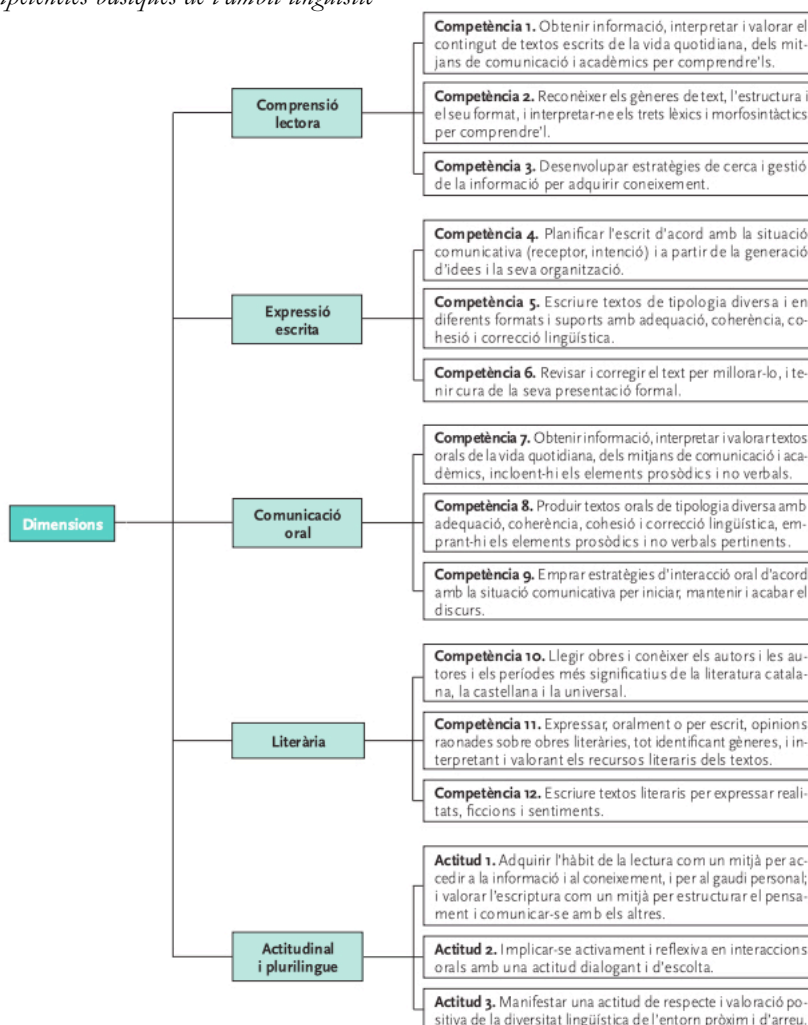 competències bàsiques de l'àmbit lingüístic
Dimensions
Comprensió
lectora
Competència 1. Obtenir informació, interpretar i valorar el
contingut de textos escrits de la vida quotidiana, dels mit-
jans de comunicació i acadèmics per comprendre'ls.
Competència 2. Reconèixer els gèneres de text, l'estructura i
el seu format, i interpretar-ne els trets lèxics i morfosintàctics
per comprendre'l.
Competència 3. Desenvolupar estratègies de cerca i gestió
de la informació per adquirir coneixement.
Expressió
escrita
Competència 4. Planificar l'escrit d'acord amb la situació
comunicativa (receptor, intenció) i a partir de la generació
d'idees i la seva organització.
Competència 5. Escriure textos de tipologia diversa i en
diferents formats i suports amb adequació, coherència, co-
hesió i correcció lingüística.
Competència 6. Revisar i corregir el text per millorar-lo, i te-
nir cura de la seva presentació formal.
Comunicació
oral
Competència 7. Obtenir informació, interpretar i valorar textos
orals de la vida quotidiana, dels mitjans de comunicació i aca-
dèmics, incloent-hi els elements prosòdics i no verbals.
Competència 8. Produir textos orals de tipologia diversa amb
adequació, coherència, cohesió i correcció lingüística, em-
prant-hi els elements prosòdics i no verbals pertinents.
Competència 9. Emprar estratègies d'interacció oral d'acord
amb la situació comunicativa per iniciar, mantenir i acabar el
discurs.
Literària
Competència 10. Llegir obres i conèixer els autors i les au-
tores i els períodes més significatius de la literatura catala-
na, la castellana i la universal.
Competència 11. Expressar, oralment o per escrit, opinions
raonades sobre obres literàries, tot identificant gèneres, i in-
terpretant i valorant els recursos literaris dels textos.
Competència 12. Escriure textos literaris per expressar reali-
tats, ficcions i sentiments.
Actitudinal
i plurilingue
Actitud 1. Adquirir l'hàbit de la lectura com un mitjà per ac-
cedir a la informació i al coneixement, i per al gaudi personal;
i valorar l'escriptura com un mitjà per estructurar el pensa-
ment i comunicar-se amb els altres.
Actitud 2. Implicar-se activament i reflexiva en interaccions
orals amb una actitud dialogant i d'escolta.
Actitud 3. Manifestar una actitud de respecte i valoració po-
sitiva de la diversitat lingüística de l'entorn pròxim i d'arreu.